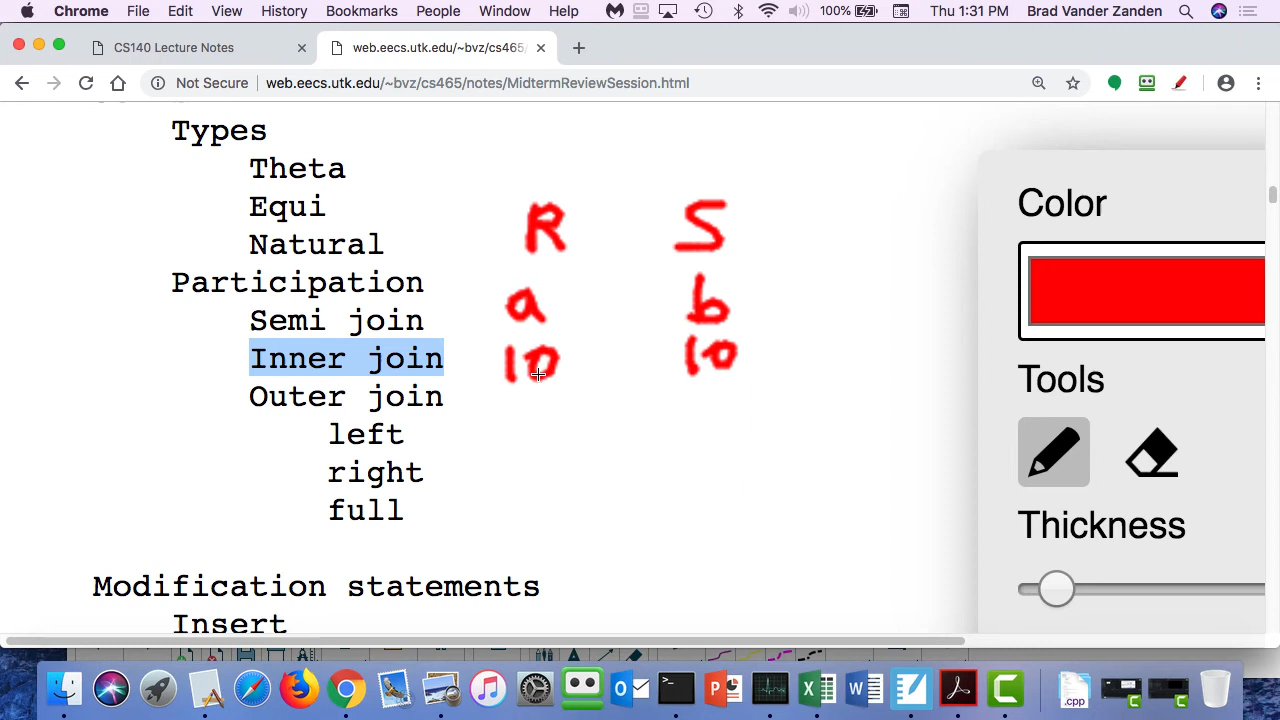 Chrome File Edit View History Bookmarks People Window Help 100% Thu 1:31 PM Brad Vander Zanden
CS140 Lecture Notes
web.eecs.utk.edu/~bvz/cs465/
Not Secure web.eecs.utk.edu/~bvz/cs465/notes/MidtermReviewSession.html
Types
Theta
Equi
Natural
Participation
Semi join
Inner join
Outer join
left
right
full
Modification statements
Insert
R S
a b
10 10
Color
Tools
Thickness
.cpp